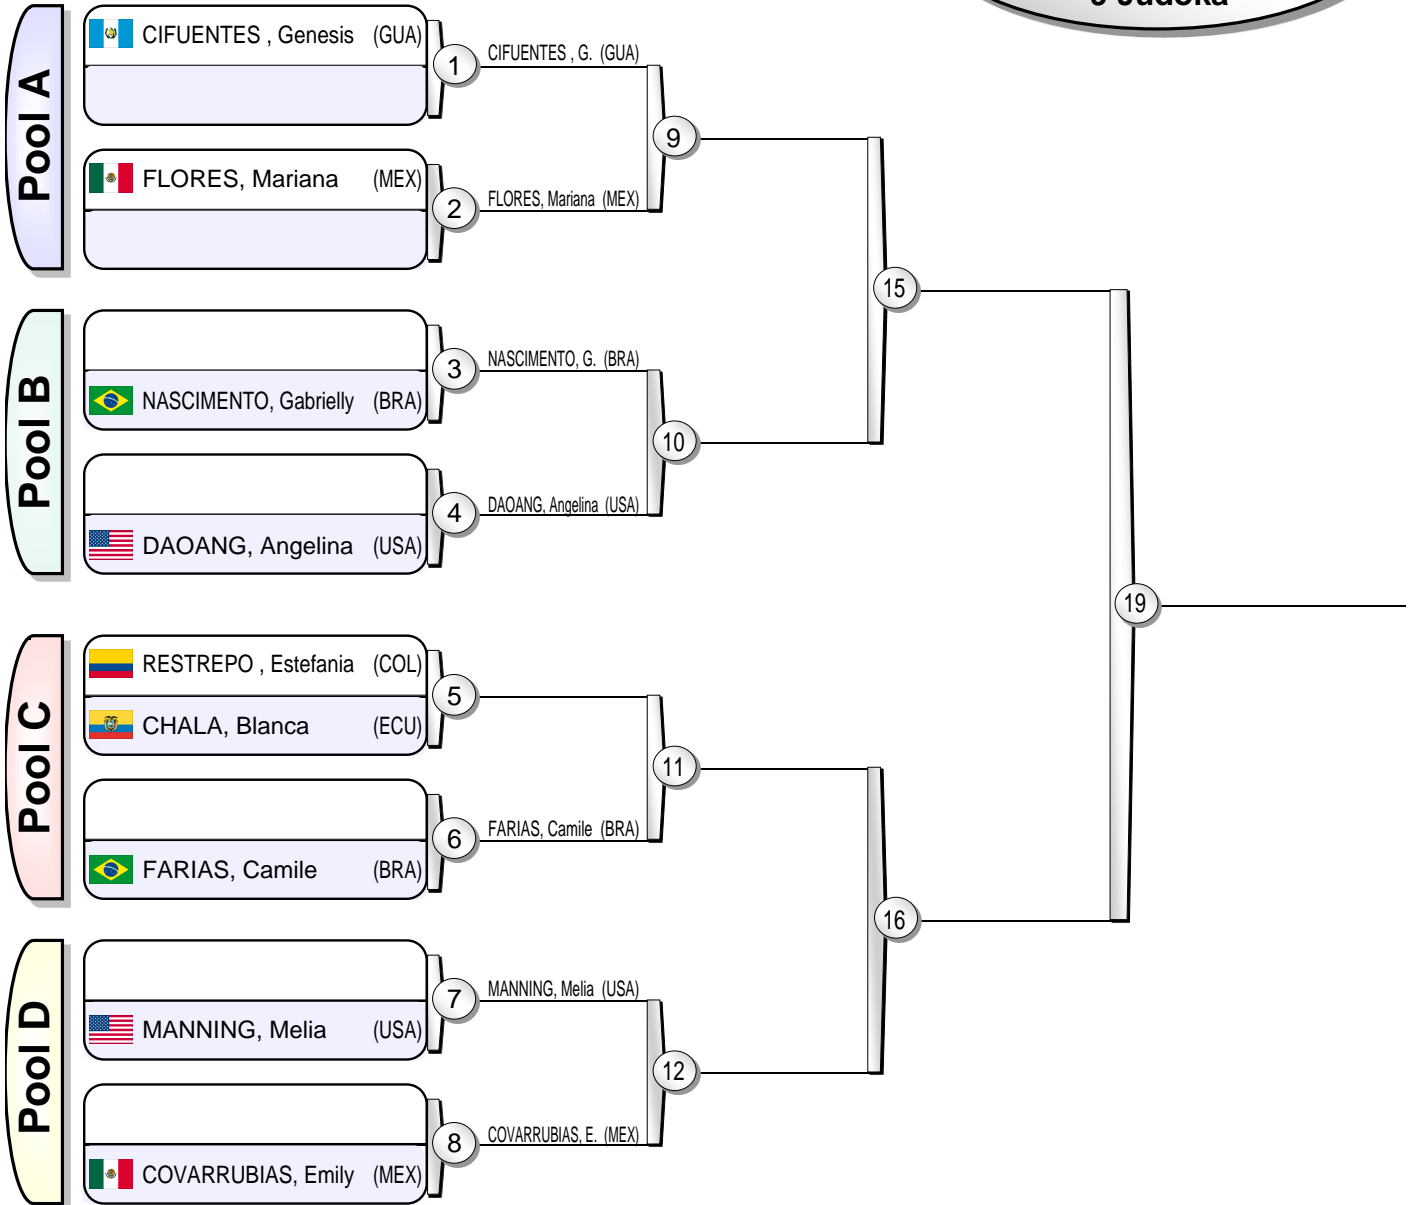 9 Judoka
Pool A
CIFUENTES , Genesis (GUA)
1
CIFUENTES , G. (GUA)
9
FLORES, Mariana (MEX)
2
FLORES, Mariana (MEX)
15
Pool B
3
NASCIMENTO, G. (BRA)
NASCIMENTO, Gabrielly (BRA)
10
4
DAOANG, Angelina (USA)
DAOANG, Angelina (USA)
19
Pool C
RESTREPO , Estefania (COL)
5
CHALA, Blanca (ECU)
11
6
FARIAS, Camile (BRA)
FARIAS, Camile (BRA)
16
Pool D
7
MANNING, Melia (USA)
MANNING, Melia (USA)
12
8
COVARRUBIAS, E. (MEX)
COVARRUBIAS, Emily (MEX)